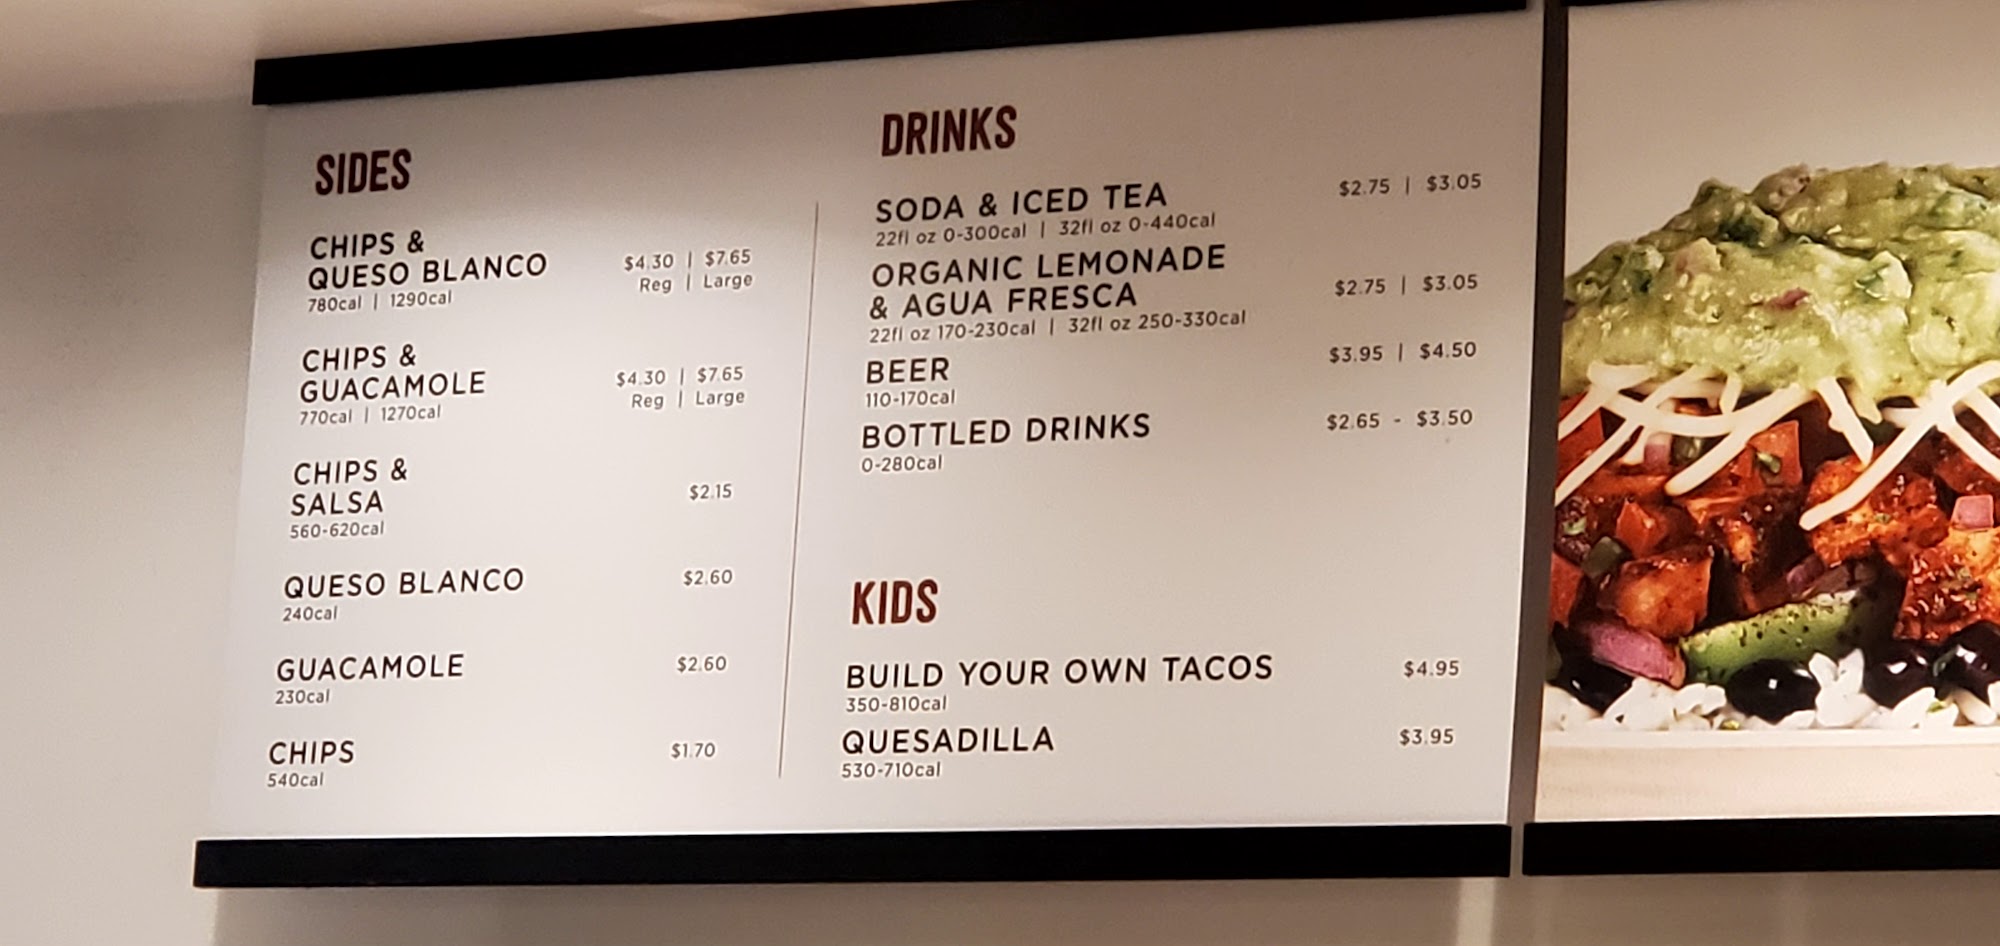 SIDES
CHIPS &
QUESO BLANCO
$4.30 | $7.65
780cal | 1290cal
Reg | Large
CHIPS &
GUACAMOLE
$4.30 | $7.65
770cal | 1270cal
Reg | Large
CHIPS &
SALSA
$2.15
560-620cal
QUESO BLANCO
$2.60
240cal
GUACAMOLE
$2.60
230cal
CHIPS
$1.70
540cal
DRINKS
SODA & ICED TEA
$2.75 | $3.05
22fl oz 0-300cal | 32fl oz 0-440cal
ORGANIC LEMONADE
& AGUA FRESCA
$2.75 | $3.05
22fl oz 170-230cal | 32fl oz 250-330cal
BEER
$3.95 | $4.50
110-170cal
BOTTLED DRINKS
$2.65 - $3.50
0-280cal
KIDS
BUILD YOUR OWN TACOS
$4.95
350-810cal
QUESADILLA
$3.95
530-710cal